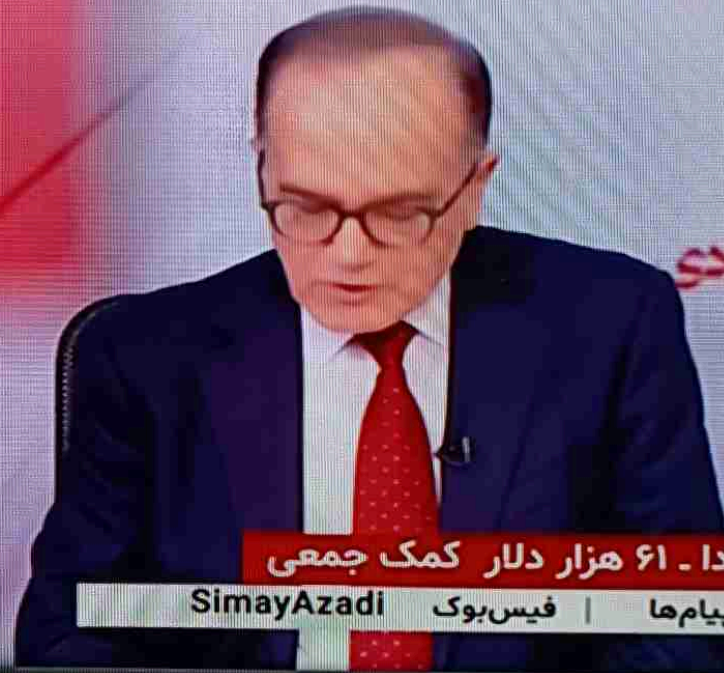 دا ـ ۶۱ هزار دلار کمک جمعی
پیام‌ها | فیس‌بوک SimayAzadi